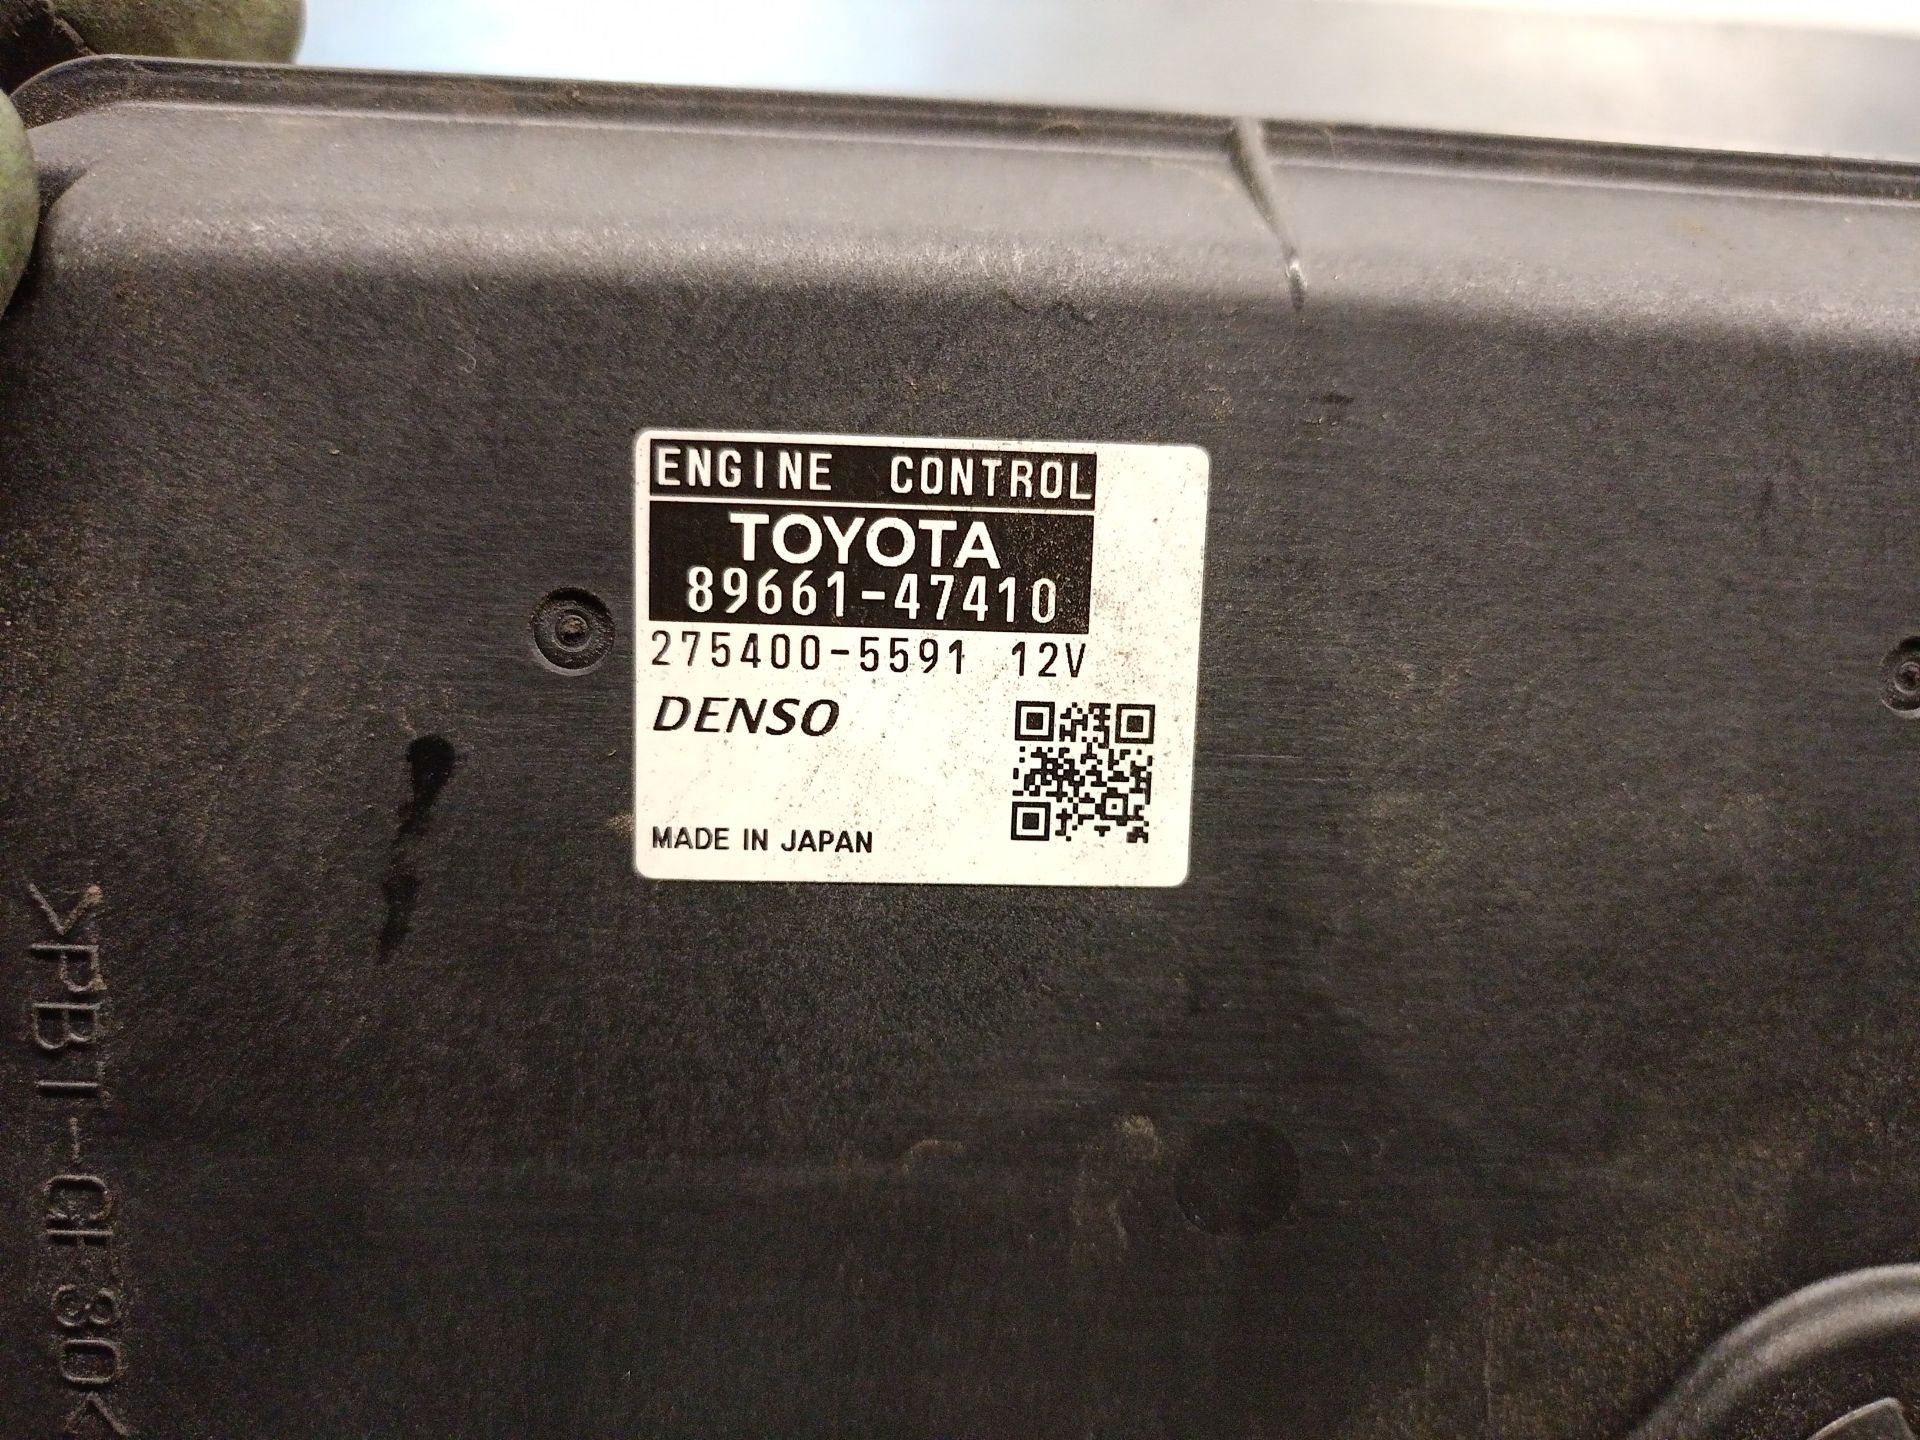 ENGINE CONTROL
TOYOTA
89661-47410
275400-5591 12V
DENSO
MADE IN JAPAN
>PBT-GF30<